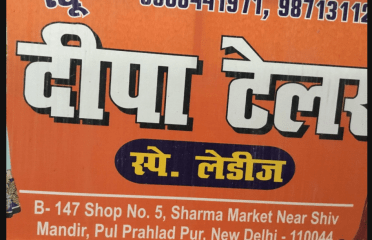 दीपा टेलर
स्पे. लेडीज
B- 147 Shop No. 5, Sharma Market Near Shiv
Mandir, Pul Prahlad Pur, New Delhi - 110044